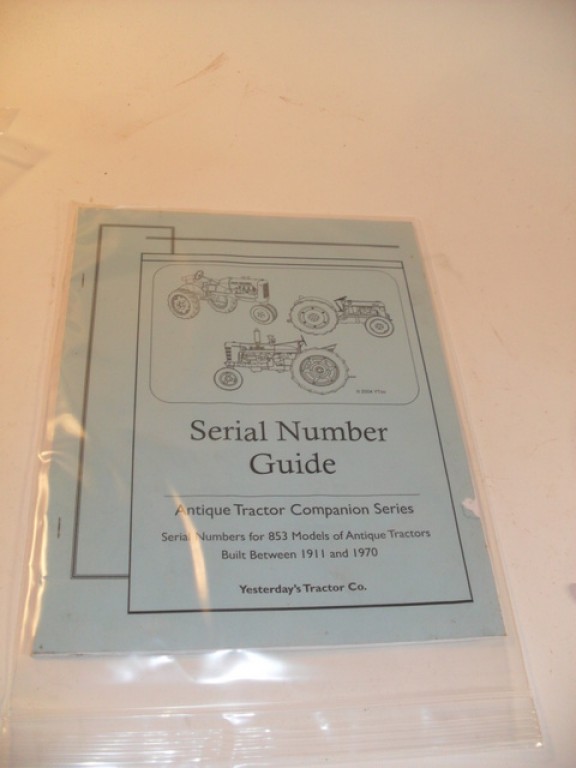 Serial Number
Guide
Antique Tractor Companion Series
Serial Numbers for 853 Models of Antique Tractors
Built Between 1911 and 1970
Yesterday's Tractor Co.